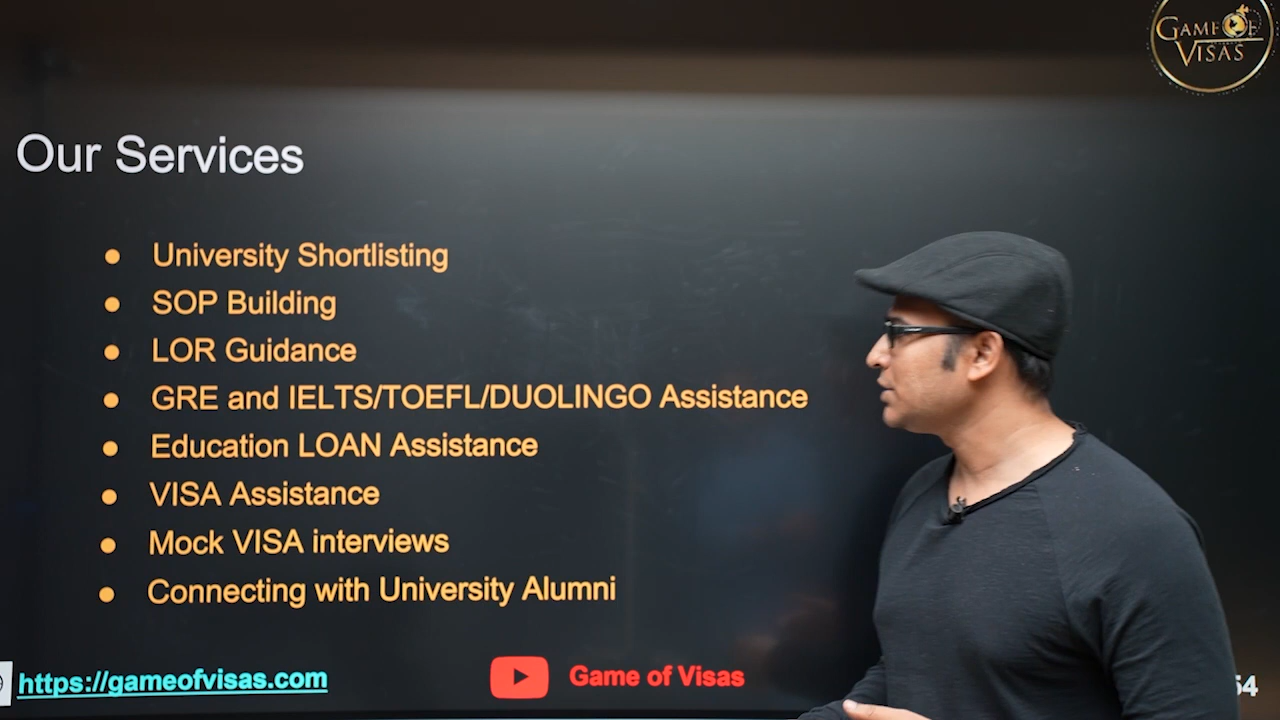 GAME OF
VISAS
Our Services
● University Shortlisting
● SOP Building
● LOR Guidance
● GRE and IELTS/TOEFL/DUOLINGO Assistance
● Education LOAN Assistance
● VISA Assistance
● Mock VISA interviews
● Connecting with University Alumni
https://gameofvisas.com
Game of Visas
54